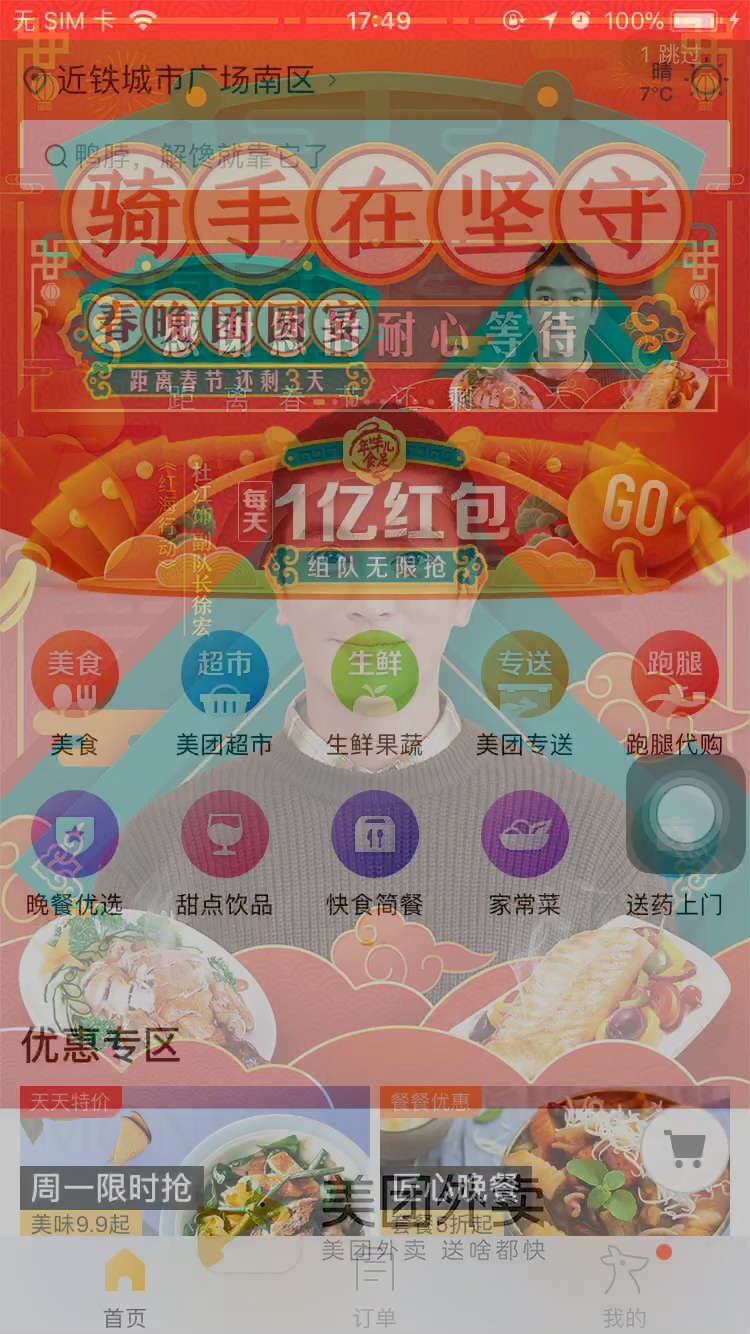 无 SIM 卡
17:49
100%
1 跳过
近铁城市广场南区
晴
7°C
鸭脖，解馋就靠它了
骑手在坚守
春晚团圆宴
耐心等待
距离春节还剩3天
距离春节还剩3天
年味儿食足
每天1亿红包
GO
组队无限抢
杜江饰 副队长徐宏
《红海行动》
美食
超市
生鲜
专送
跑腿
美食
美团超市
生鲜果蔬
美团专送
跑腿代购
晚餐优选
甜点饮品
快食简餐
家常菜
送药上门
优惠专区
天天特价
餐餐优惠
周一限时抢
匠心晚餐
美味9.9起
套餐6折起
美团外卖
美团外卖 送啥都快
首页
订单
我的